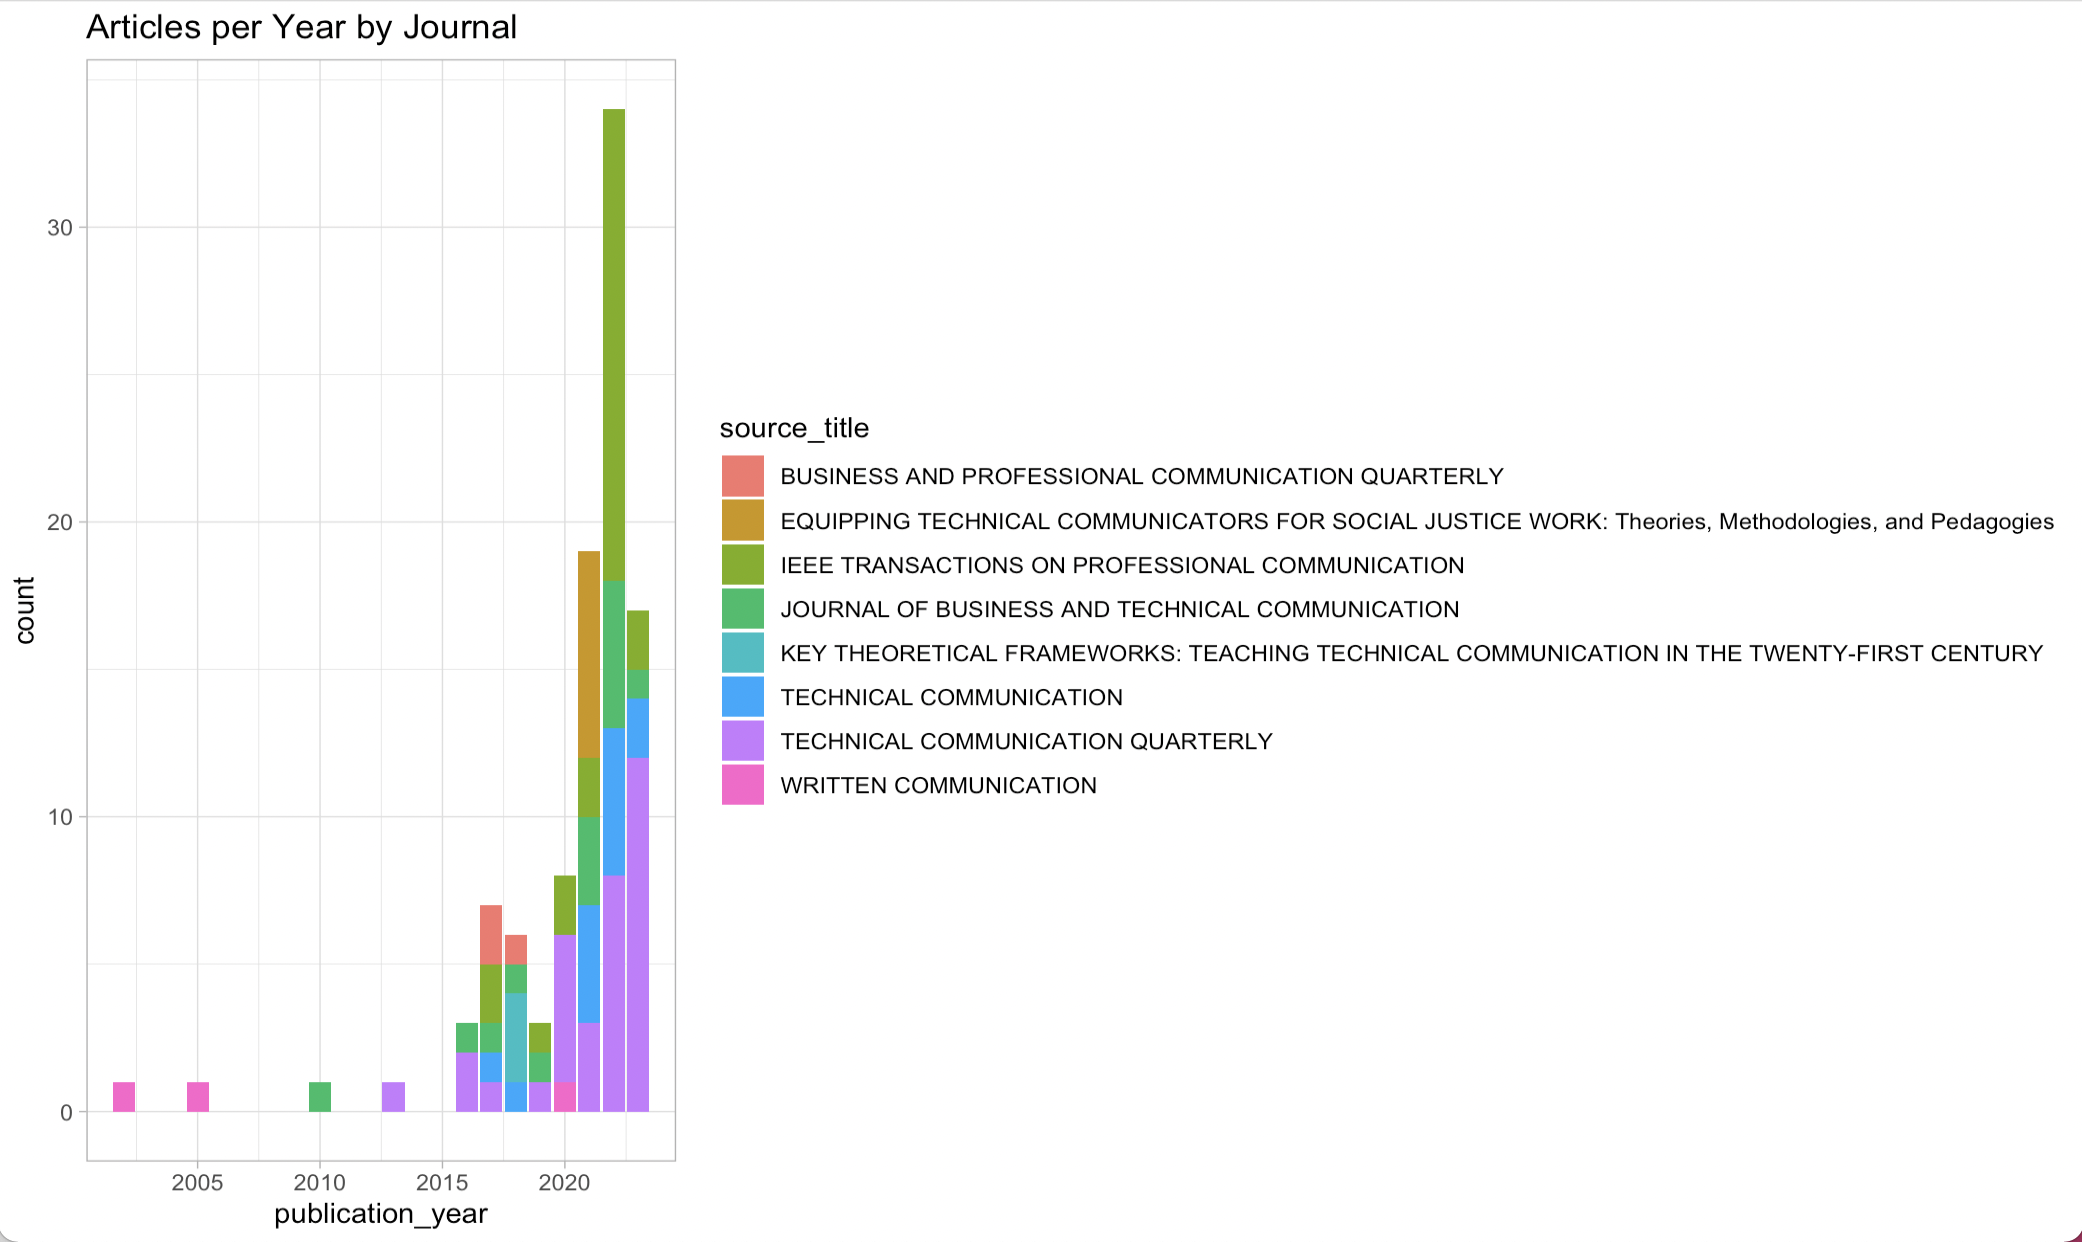 Articles per Year by Journal
30
20
10
0
count
2005 2010 2015 2020
publication_year
source_title
BUSINESS AND PROFESSIONAL COMMUNICATION QUARTERLY
EQUIPPING TECHNICAL COMMUNICATORS FOR SOCIAL JUSTICE WORK: Theories, Methodologies, and Pedagogies
IEEE TRANSACTIONS ON PROFESSIONAL COMMUNICATION
JOURNAL OF BUSINESS AND TECHNICAL COMMUNICATION
KEY THEORETICAL FRAMEWORKS: TEACHING TECHNICAL COMMUNICATION IN THE TWENTY-FIRST CENTURY
TECHNICAL COMMUNICATION
TECHNICAL COMMUNICATION QUARTERLY
WRITTEN COMMUNICATION